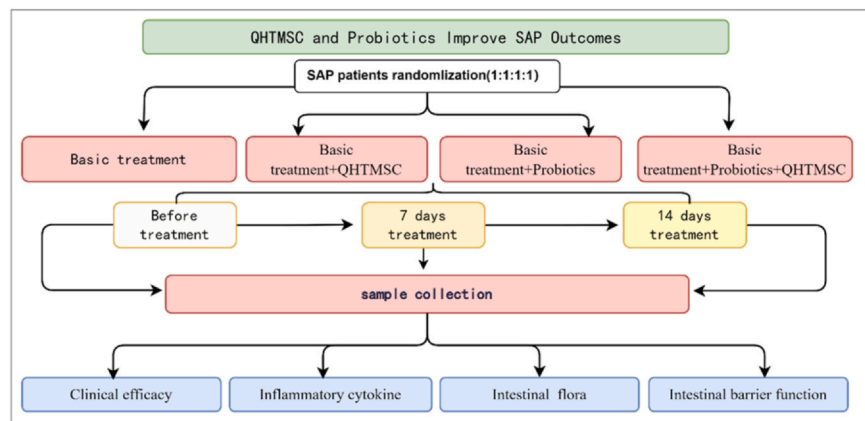 QHTMSC and Probiotics Improve SAP Outcomes
SAP patients randomlization(1:1:1:1)
Basic treatment
Basic
treatment+QHTMSC
Basic
treatment+Probiotics
Basic
treatment+Probiotics+QHTMSC
Before
treatment
7 days
treatment
14 days
treatment
sample collection
Clinical efficacy
Inflammatory cytokine
Intestinal flora
Intestinal barrier function